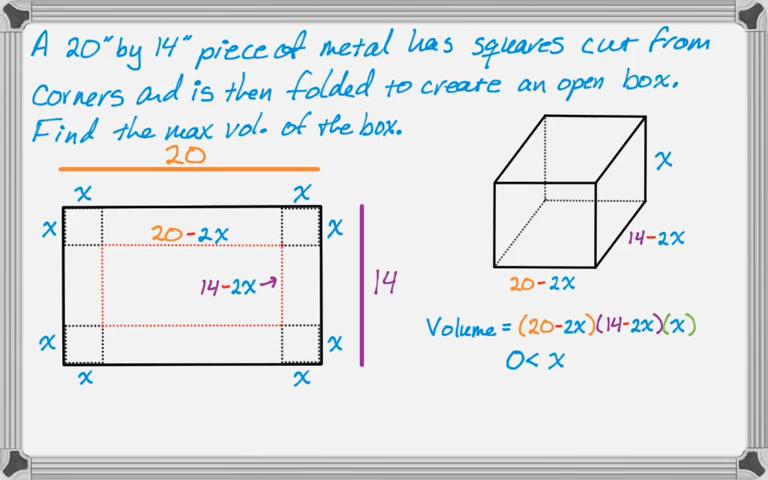 A 20" by 14" piece of metal has squares cut from
corners and is then folded to create an open box.
Find the max vol. of the box.
20
x x
x 20-2x x
14-2x→ 14
x x
x x
x
14-2x
20-2x
Volume = (20-2x)(14-2x)(x)
0< x